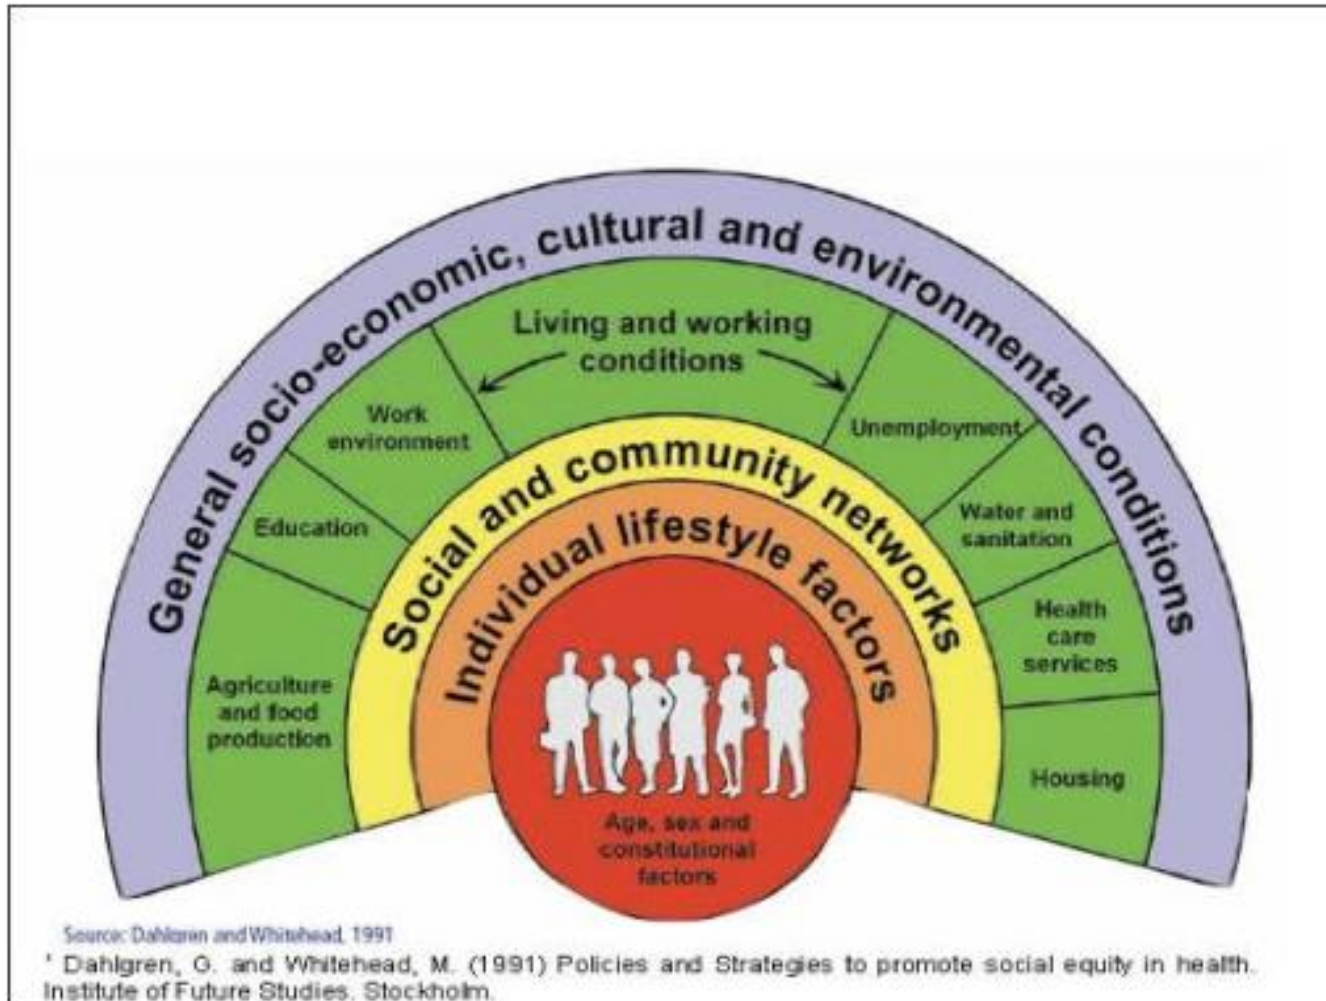 General socio-economic, cultural and environmental conditions
Living and working
conditions
Work
environment
Unemployment
Education
Water and
sanitation
Agriculture
and food
production
Health
care
services
Housing
Social and community networks
Individual lifestyle factors
Age, sex and
constitutional
factors
Source: Dahlgren and Whitehead, 1991
¹ Dahlgren, G. and Whitehead, M. (1991) Policies and Strategies to promote social equity in health.
Institute of Future Studies. Stockholm.